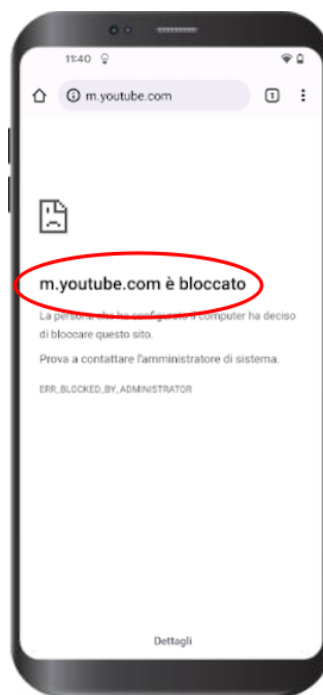 11:40
m.youtube.com
1
m.youtube.com è bloccato
La persona che ha configurato il computer ha deciso
di bloccare questo sito.
Prova a contattare l'amministratore di sistema.
ERR_BLOCKED_BY_ADMINISTRATOR
Dettagli